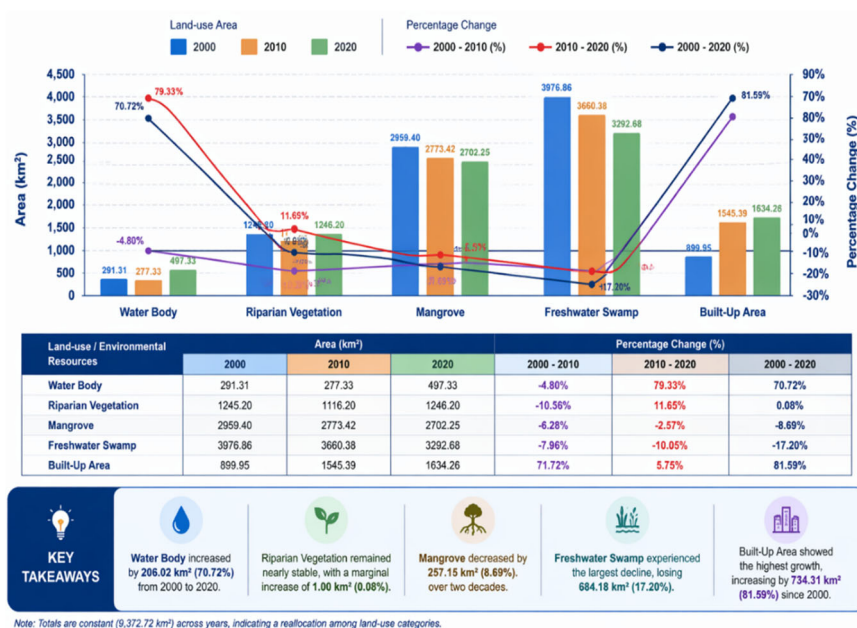 Land-use Area
Percentage Change
2000 2010 2020
2000 - 2010 (%) 2010 - 2020 (%) 2000 - 2020 (%)
Area (km²)
4,500
4,000
3,500
3,000
2,500
2,000
1,500
1,000
500
0
90%
70%
80%
40%
30%
20%
10%
0%
-10%
-20%
-30%
Percentage Change (%)
79.33%
70.72%
-4.80%
291.31
277.33
497.33
11.65%
1246.20
2959.40
2773.42
2702.25
3976.86
3660.38
3292.68
-17.20%
81.59%
899.95
1545.39
1634.26
Water Body
Riparian Vegetation
Mangrove
Freshwater Swamp
Built-Up Area
Land-use / Environmental Resources
Area (km²)
Percentage Change (%)
2000 2010 2020 2000 - 2010 2010 - 2020 2000 - 2020
Water Body 291.31 277.33 497.33 -4.80% 79.33% 70.72%
Riparian Vegetation 1245.20 1116.20 1246.20 -10.56% 11.65% 0.08%
Mangrove 2959.40 2773.42 2702.25 -6.28% -2.57% -8.69%
Freshwater Swamp 3976.86 3660.38 3292.68 -7.96% -10.05% -17.20%
Built-Up Area 899.95 1545.39 1634.26 71.72% 5.75% 81.59%
KEY
TAKEAWAYS
Water Body increased
by 206.02 km² (70.72%)
from 2000 to 2020.
Riparian Vegetation remained
nearly stable, with a marginal
increase of 1.00 km² (0.08%).
Mangrove decreased by
257.15 km² (8.69%).
over two decades.
Freshwater Swamp experienced
the largest decline, losing
684.18 km² (17.20%).
Built-Up Area showed
the highest growth,
increasing by 734.31 km²
(81.59%) since 2000.
Note: Totals are constant (9,372.72 km²) across years, indicating a reallocation among land-use categories.